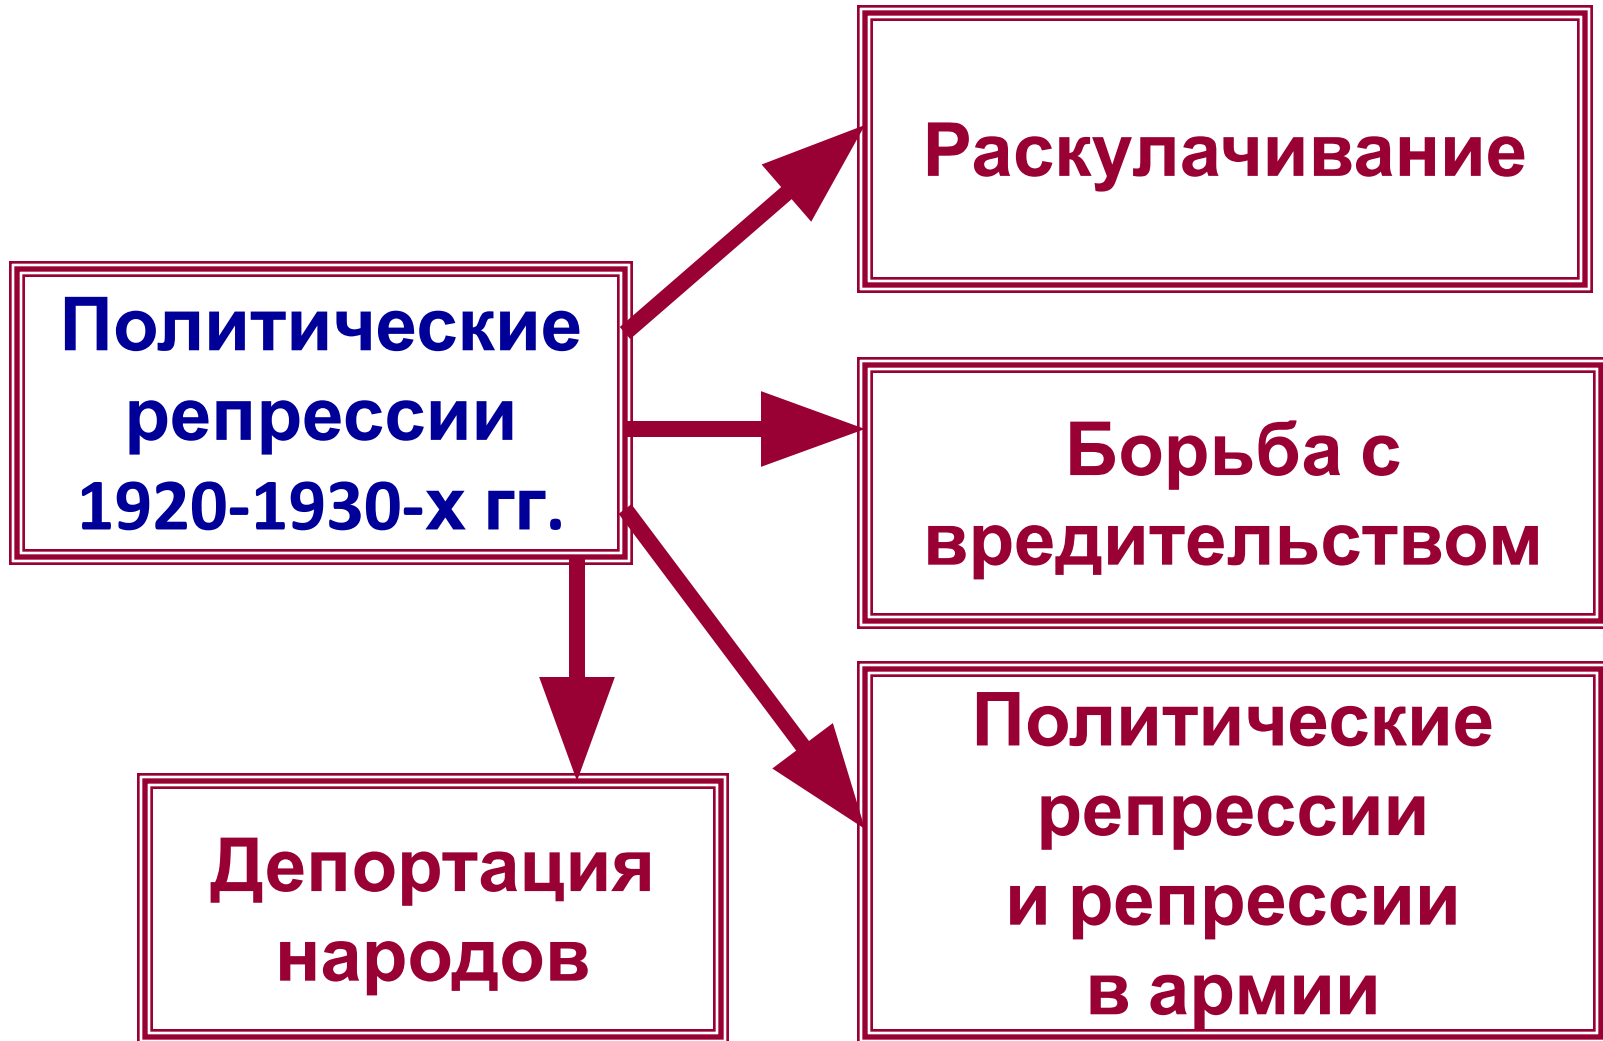 Политические
репрессии
1920-1930-х гг.
Раскулачивание
Борьба с
вредительством
Политические
репрессии
и репрессии
в армии
Депортация
народов